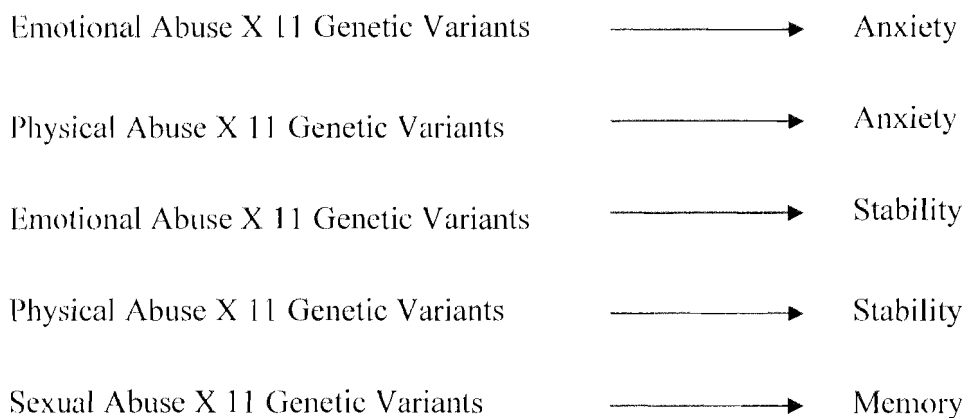 Emotional Abuse X 11 Genetic Variants Anxiety
Physical Abuse X 11 Genetic Variants Anxiety
Emotional Abuse X 11 Genetic Variants Stability
Physical Abuse X 11 Genetic Variants Stability
Sexual Abuse X 11 Genetic Variants Memory